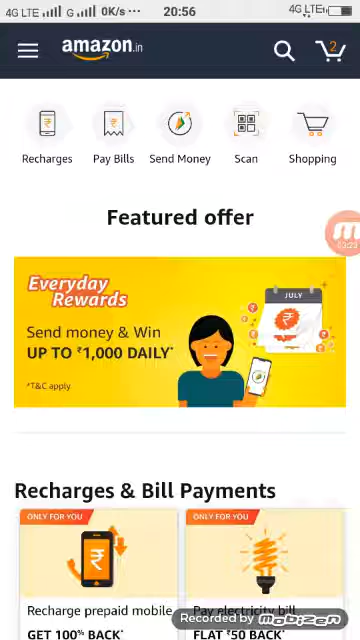 4G LTE G 0K/s ··· 20:56 4G LTE
amazon.in
2
Recharges Pay Bills Send Money Scan Shopping
Featured offer
03:23
Everyday
Rewards
JULY
Send money & Win
UP TO ₹1,000 DAILY*
*T&C apply
Recharges & Bill Payments
ONLY FOR YOU ONLY FOR YOU
Recharge prepaid mobile Pay electricity bill
GET 100% BACK* FLAT ₹50 BACK*
Recorded by mobizen